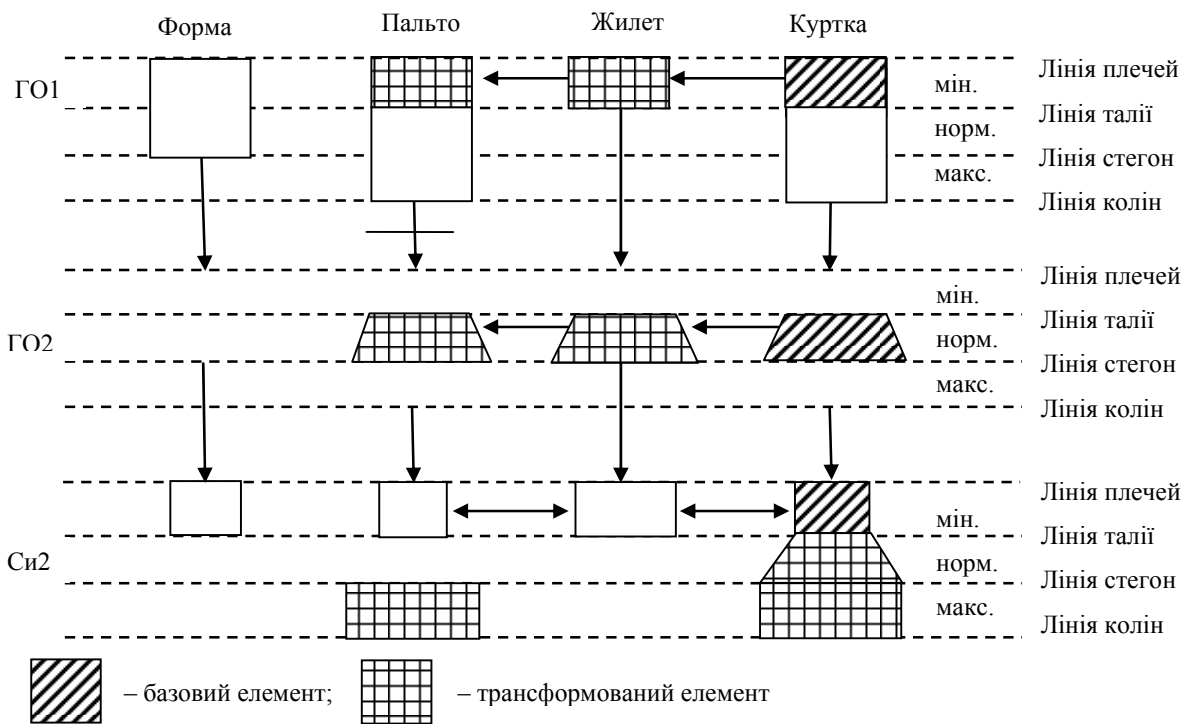 Форма Пальто Жилет Куртка
ГО1
мін.
норм.
макс.
Лінія плечей
Лінія талії
Лінія стегон
Лінія колін
ГО2
мін.
норм.
макс.
Лінія плечей
Лінія талії
Лінія стегон
Лінія колін
Си2
мін.
норм.
макс.
Лінія плечей
Лінія талії
Лінія стегон
Лінія колін
– базовий елемент; – трансформований елемент